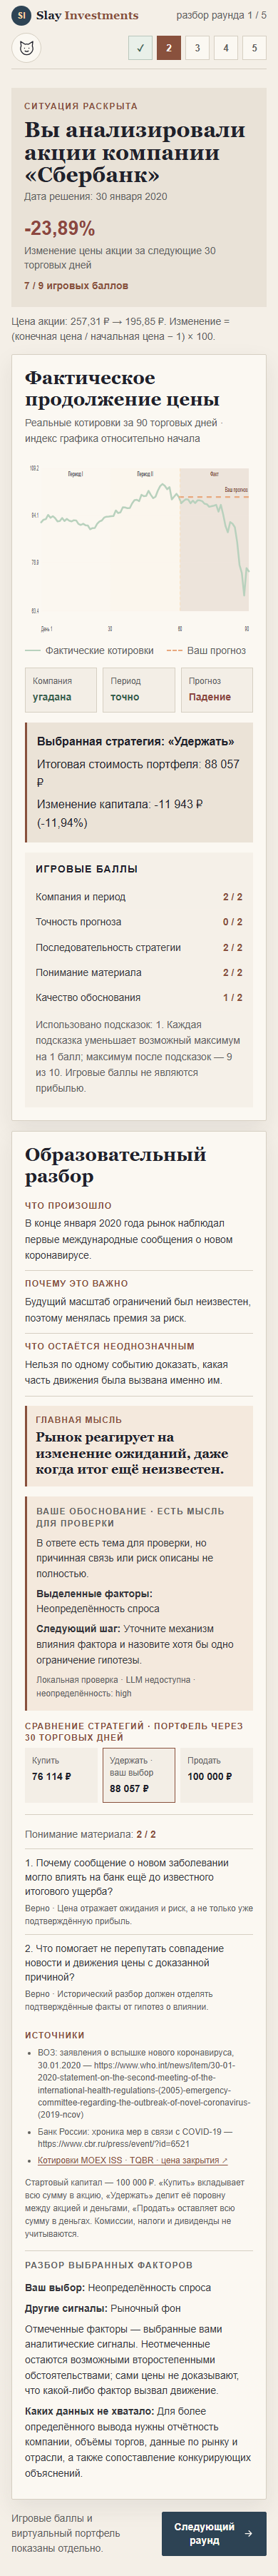 SI Slay Investments разбор раунда 1 / 5
✓ 2 3 4 5
СИТУАЦИЯ РАСКРЫТА
Вы анализировали
акции компании
«Сбербанк»
Дата решения: 30 января 2020
-23,89%
Изменение цены акции за следующие 30
торговых дней
7 / 9 игровых баллов
Цена акции: 257,31 ₽ → 195,85 ₽. Изменение =
(конечная цена / начальная цена − 1) × 100.
Фактическое
продолжение цены
Реальные котировки за 90 торговых дней ·
индекс графика относительно начала
Период I Период II Факт
Ваш прогноз
День 1 30 60 90
Фактические котировки Ваш прогноз
Компания
угадана
Период
точно
Прогноз
Падение
Выбранная стратегия: «Удержать»
Итоговая стоимость портфеля: 88 057
₽
Изменение капитала: -11 943 ₽
(-11,94%)
ИГРОВЫЕ БАЛЛЫ
Компания и период 2 / 2
Точность прогноза 0 / 2
Последовательность стратегии 2 / 2
Понимание материала 2 / 2
Качество обоснования 1 / 2
Использовано подсказок: 1. Каждая
подсказка уменьшает возможный максимум
на 1 балл; максимум после подсказок — 9
из 10. Игровые баллы не являются
прибылью.
Образовательный
разбор
ЧТО ПРОИЗОШЛО
В конце января 2020 года рынок наблюдал
первые международные сообщения о новом
коронавирусе.
ПОЧЕМУ ЭТО ВАЖНО
Будущий масштаб ограничений был неизвестен,
поэтому менялась премия за риск.
ЧТО ОСТАЁТСЯ НЕОДНОЗНАЧНЫМ
Нельзя по одному событию доказать, какая
часть движения была вызвана именно им.
ГЛАВНАЯ МЫСЛЬ
Рынок реагирует на
изменение ожиданий, даже
когда итог ещё неизвестен.
ВАШЕ ОБОСНОВАНИЕ · ЕСТЬ МЫСЛЬ
ДЛЯ ПРОВЕРКИ
В ответе есть тема для проверки, но
причинная связь или риск описаны не
полностью.
Выделенные факторы:
Неопределённость спроса
Следующий шаг: Уточните механизм
влияния фактора и назовите хотя бы одно
ограничение гипотезы.
Локальная проверка · LLM недоступна ·
неопределённость: high
СРАВНЕНИЕ СТРАТЕГИЙ · ПОРТФЕЛЬ ЧЕРЕЗ
30 ТОРГОВЫХ ДНЕЙ
Купить
76 114 ₽
Удержать ·
ваш выбор
88 057 ₽
Продать
100 000 ₽
Понимание материала: 2 / 2
1. Почему сообщение о новом заболевании
могло влиять на банк ещё до известного
итогового ущерба?
Верно · Цена отражает ожидания и риск, а не только уже
подтверждённую прибыль.
2. Что помогает не перепутать совпадение
новости и движения цены с доказанной
причиной?
Верно · Исторический разбор должен отделять
подтверждённые факты от гипотез о влиянии.
ИСТОЧНИКИ
• ВОЗ: заявления о вспышке нового коронавируса,
30.01.2020 — https://www.who.int/news/item/30-01-
2020-statement-on-the-second-meeting-of-the-
international-health-regulations-(2005)-emergency-
committee-regarding-the-outbreak-of-novel-coronavirus-
(2019-ncov)
• Банк России: хроника мер в связи с COVID-19 —
https://www.cbr.ru/press/event/?id=6521
• Котировки MOEX ISS · TQBR · цена закрытия ↗
Стартовый капитал — 100 000 ₽. «Купить» вкладывает
всю сумму в акцию, «Удержать» делит её поровну
между акцией и деньгами, «Продать» оставляет всю
сумму в деньгах. Комиссии, налоги и дивиденды не
учитываются.
РАЗБОР ВЫБРАННЫХ ФАКТОРОВ
Ваш выбор: Неопределённость спроса
Другие сигналы: Рыночный фон
Отмеченные факторы — выбранные вами
аналитические сигналы. Неотмеченные
остаются возможными второстепенными
обстоятельствами; сами цены не доказывают,
что какой-либо фактор вызвал движение.
Каких данных не хватало: Для более
определённого вывода нужны отчётность
компании, объёмы торгов, данные по рынку и
отрасли, а также сопоставление конкурирующих
объяснений.
Игровые баллы и
виртуальный портфель
показаны отдельно.
Следующий
раунд →